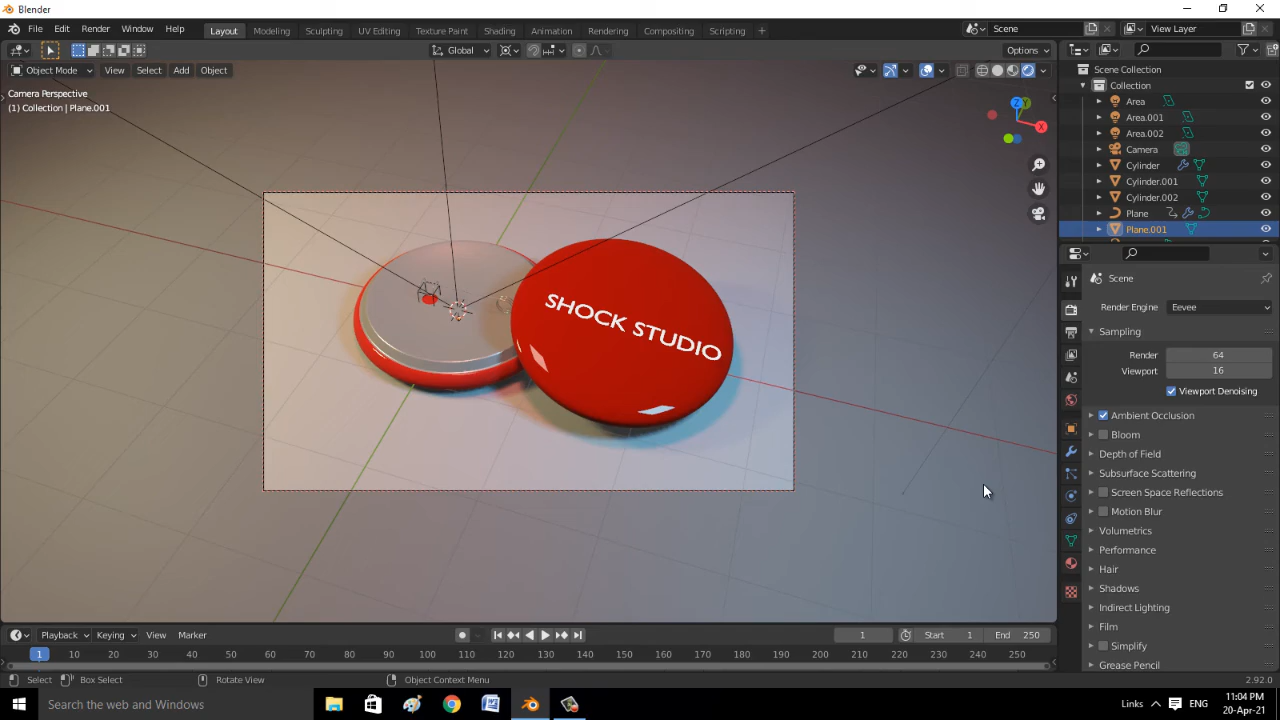 Blender
File Edit Render Window Help Layout Modeling Sculpting UV Editing Texture Paint Shading Animation Rendering Compositing Scripting + Scene View Layer
Global Options
Object Mode View Select Add Object
Camera Perspective
(1) Collection | Plane.001
SHOCK STUDIO
Z
Y
X
Scene Collection
Collection
Area
Area.001
Area.002
Camera
Cylinder
Cylinder.001
Cylinder.002
Plane
Plane.001
Scene
Render Engine Eevee
Sampling
Render 64
Viewport 16
Viewport Denoising
Ambient Occlusion
Bloom
Depth of Field
Subsurface Scattering
Screen Space Reflections
Motion Blur
Volumetrics
Performance
Hair
Shadows
Indirect Lighting
Film
Simplify
Grease Pencil
Playback Keying View Marker 1 Start 1 End 250
1 10 20 30 40 50 60 70 80 90 100 110 120 130 140 150 160 170 180 190 200 210 220 230 240 250
Select Box Select Rotate View Object Context Menu 2.92.0
Search the web and Windows Links ENG 11:04 PM
20-Apr-21